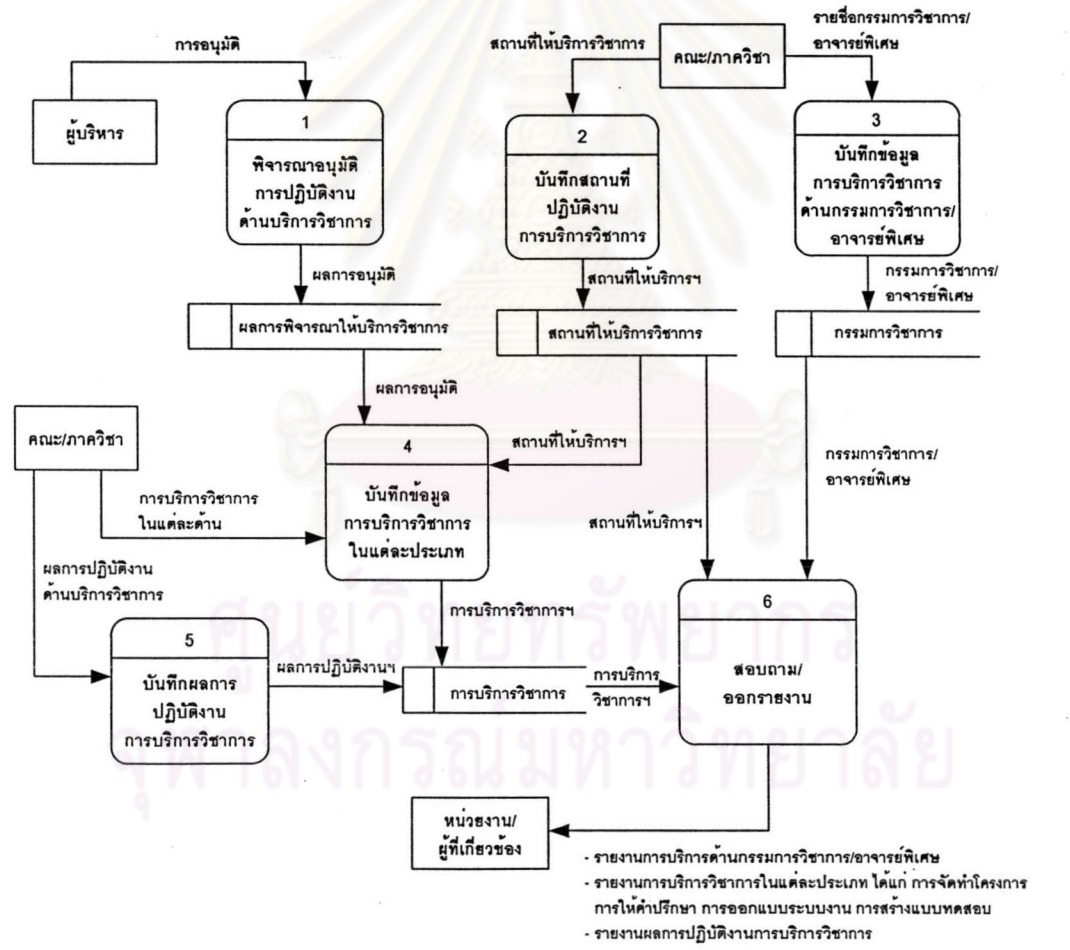 การอนุมัติ
สถานที่ให้บริการวิชาการ
รายชื่อกรรมการวิชาการ/
อาจารย์พิเศษ
คณะ/ภาควิชา
ผู้บริหาร
1
พิจารณาอนุมัติ
การปฏิบัติงาน
ด้านบริการวิชาการ
2
บันทึกสถานที่
ปฏิบัติงาน
การบริการวิชาการ
3
บันทึกข้อมูล
การบริการวิชาการ
ด้านกรรมการวิชาการ/
อาจารย์พิเศษ
ผลการอนุมัติ
สถานที่ให้บริการฯ
กรรมการวิชาการ/
อาจารย์พิเศษ
ผลการพิจารณาให้บริการวิชาการ
สถานที่ให้บริการวิชาการ
กรรมการวิชาการ
ผลการอนุมัติ
คณะ/ภาควิชา
4
บันทึกข้อมูล
การบริการวิชาการ
ในแต่ละประเภท
สถานที่ให้บริการฯ
กรรมการวิชาการ/
อาจารย์พิเศษ
การบริการวิชาการ
ในแต่ละด้าน
สถานที่ให้บริการฯ
ผลการปฏิบัติงาน
ด้านบริการวิชาการ
การบริการวิชาการฯ
5
บันทึกผลการ
ปฏิบัติงาน
การบริการวิชาการ
ผลการปฏิบัติงานฯ
การบริการวิชาการ
การบริการ
วิชาการฯ
6
สอบถาม/
ออกรายงาน
ศูนย์วิทยทรัพยากร
จุฬาลงกรณ์มหาวิทยาลัย
หน่วยงาน/
ผู้ที่เกี่ยวข้อง
- รายงานการบริการด้านกรรมการวิชาการ/อาจารย์พิเศษ
- รายงานการบริการวิชาการในแต่ละประเภท ได้แก่ การจัดทำโครงการ
การให้คำปรึกษา การออกแบบระบบงาน การสร้างแบบทดสอบ
- รายงานผลการปฏิบัติงานการบริการวิชาการ